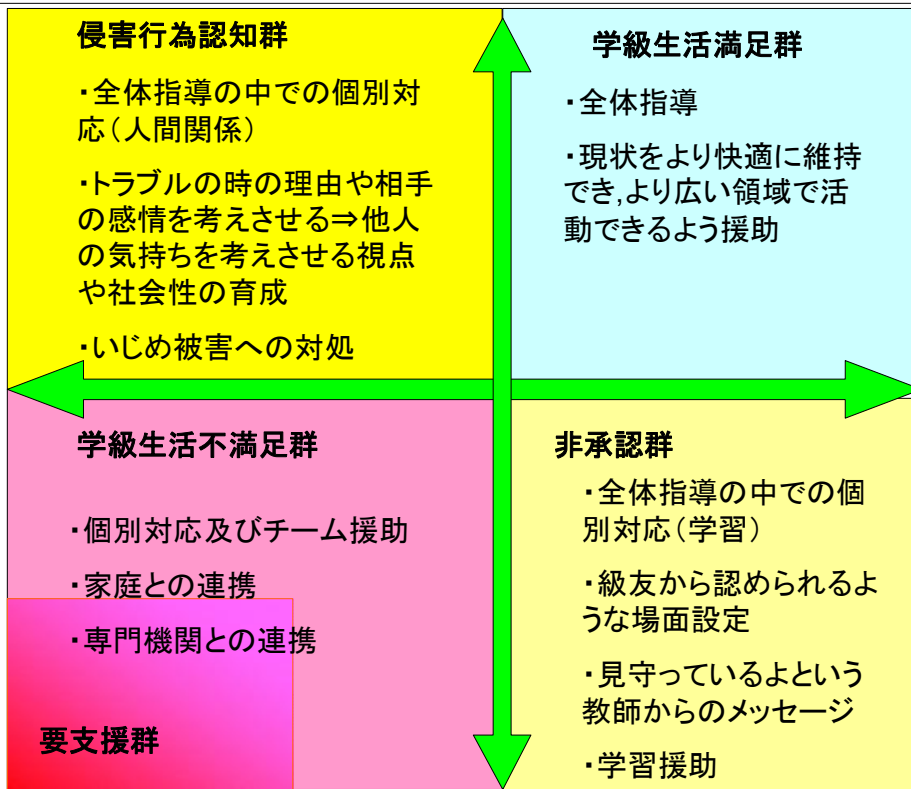 侵害行為認知群
・全体指導の中での個別対
応(人間関係)
・トラブルの時の理由や相手
の感情を考えさせる⇒他人
の気持ちを考えさせる視点
や社会性の育成
・いじめ被害への対処
学級生活満足群
・全体指導
・現状をより快適に維持
でき,より広い領域で活
動できるよう援助
学級生活不満足群
・個別対応及びチーム援助
・家庭との連携
・専門機関との連携
要支援群
非承認群
・全体指導の中での個
別対応(学習)
・級友から認められるよ
うな場面設定
・見守っているよという
教師からのメッセージ
・学習援助